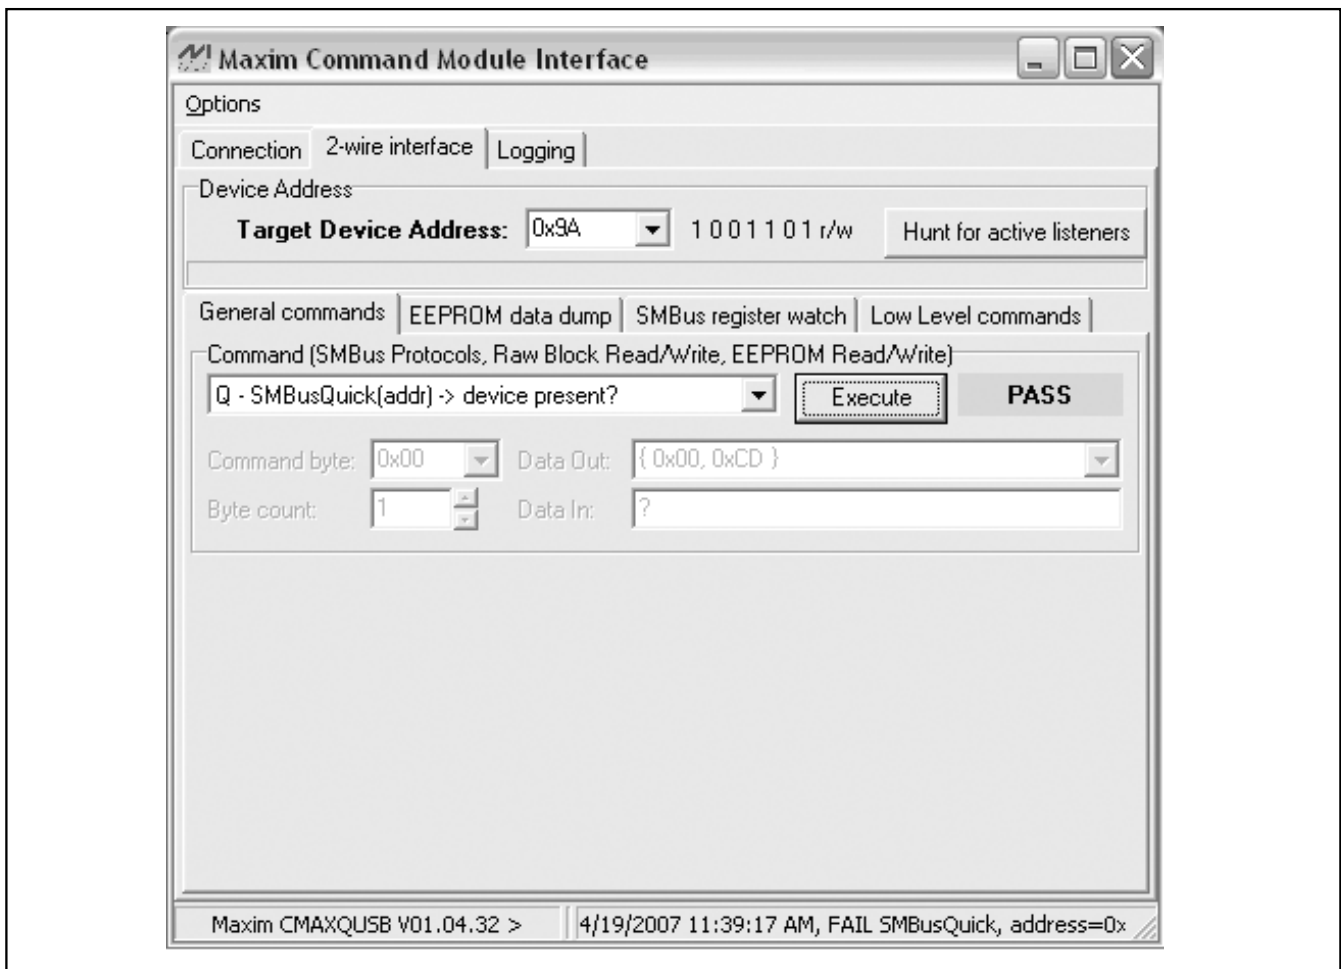 Maxim Command Module Interface
Options
Connection 2-wire interface Logging
Device Address
Target Device Address: 0x9A 1 0 0 1 1 0 1 r/w Hunt for active listeners
General commands EEPROM data dump SMBus register watch Low Level commands
Command (SMBus Protocols, Raw Block Read/Write, EEPROM Read/Write)
Q - SMBusQuick(addr) -> device present? Execute PASS
Command byte: 0x00 Data Out: { 0x00, 0xCD }
Byte count: 1 Data In: ?
Maxim CMAXQUSB V01.04.32 > 4/19/2007 11:39:17 AM, FAIL SMBusQuick, address=0x